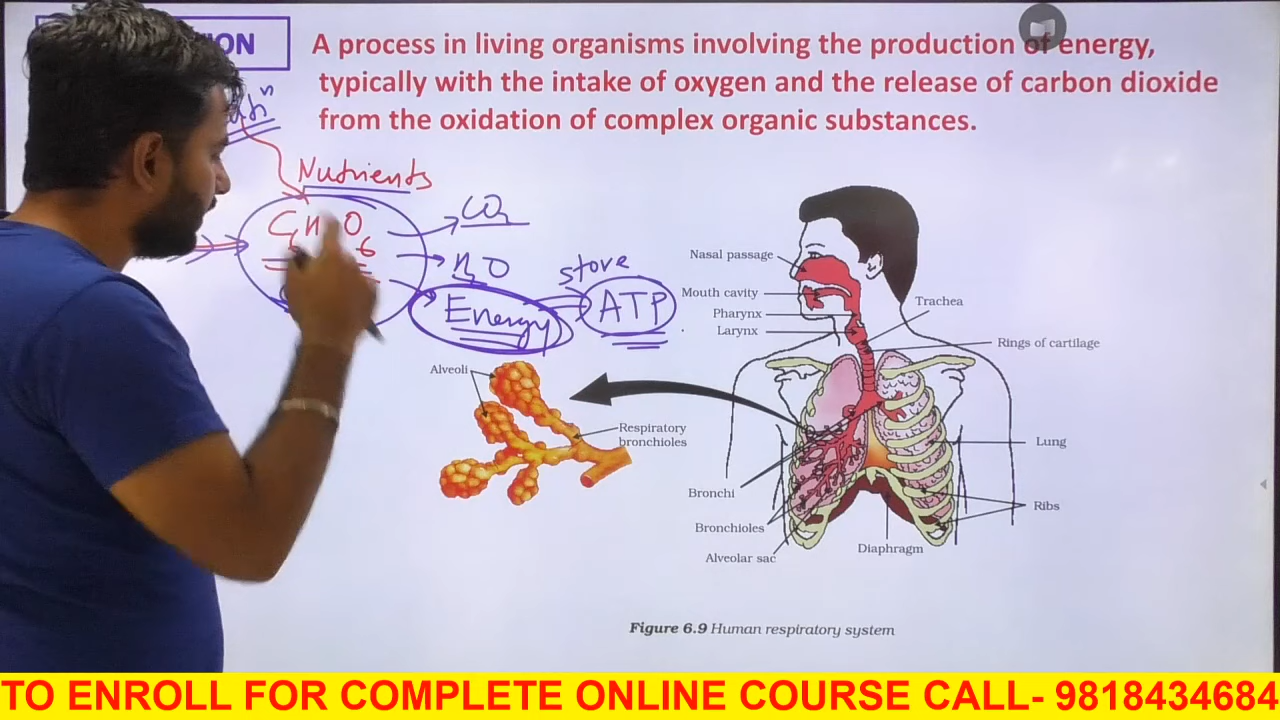 ION
A process in living organisms involving the production of energy,
typically with the intake of oxygen and the release of carbon dioxide
from the oxidation of complex organic substances.
Nutrients
CO2
H2O
store
Energy
ATP
Nasal passage
Mouth cavity
Pharynx
Larynx
Trachea
Rings of cartilage
Alveoli
Respiratory
bronchioles
Lung
Bronchi
Ribs
Bronchioles
Diaphragm
Alveolar sac
Figure 6.9 Human respiratory system
TO ENROLL FOR COMPLETE ONLINE COURSE CALL- 9818434684